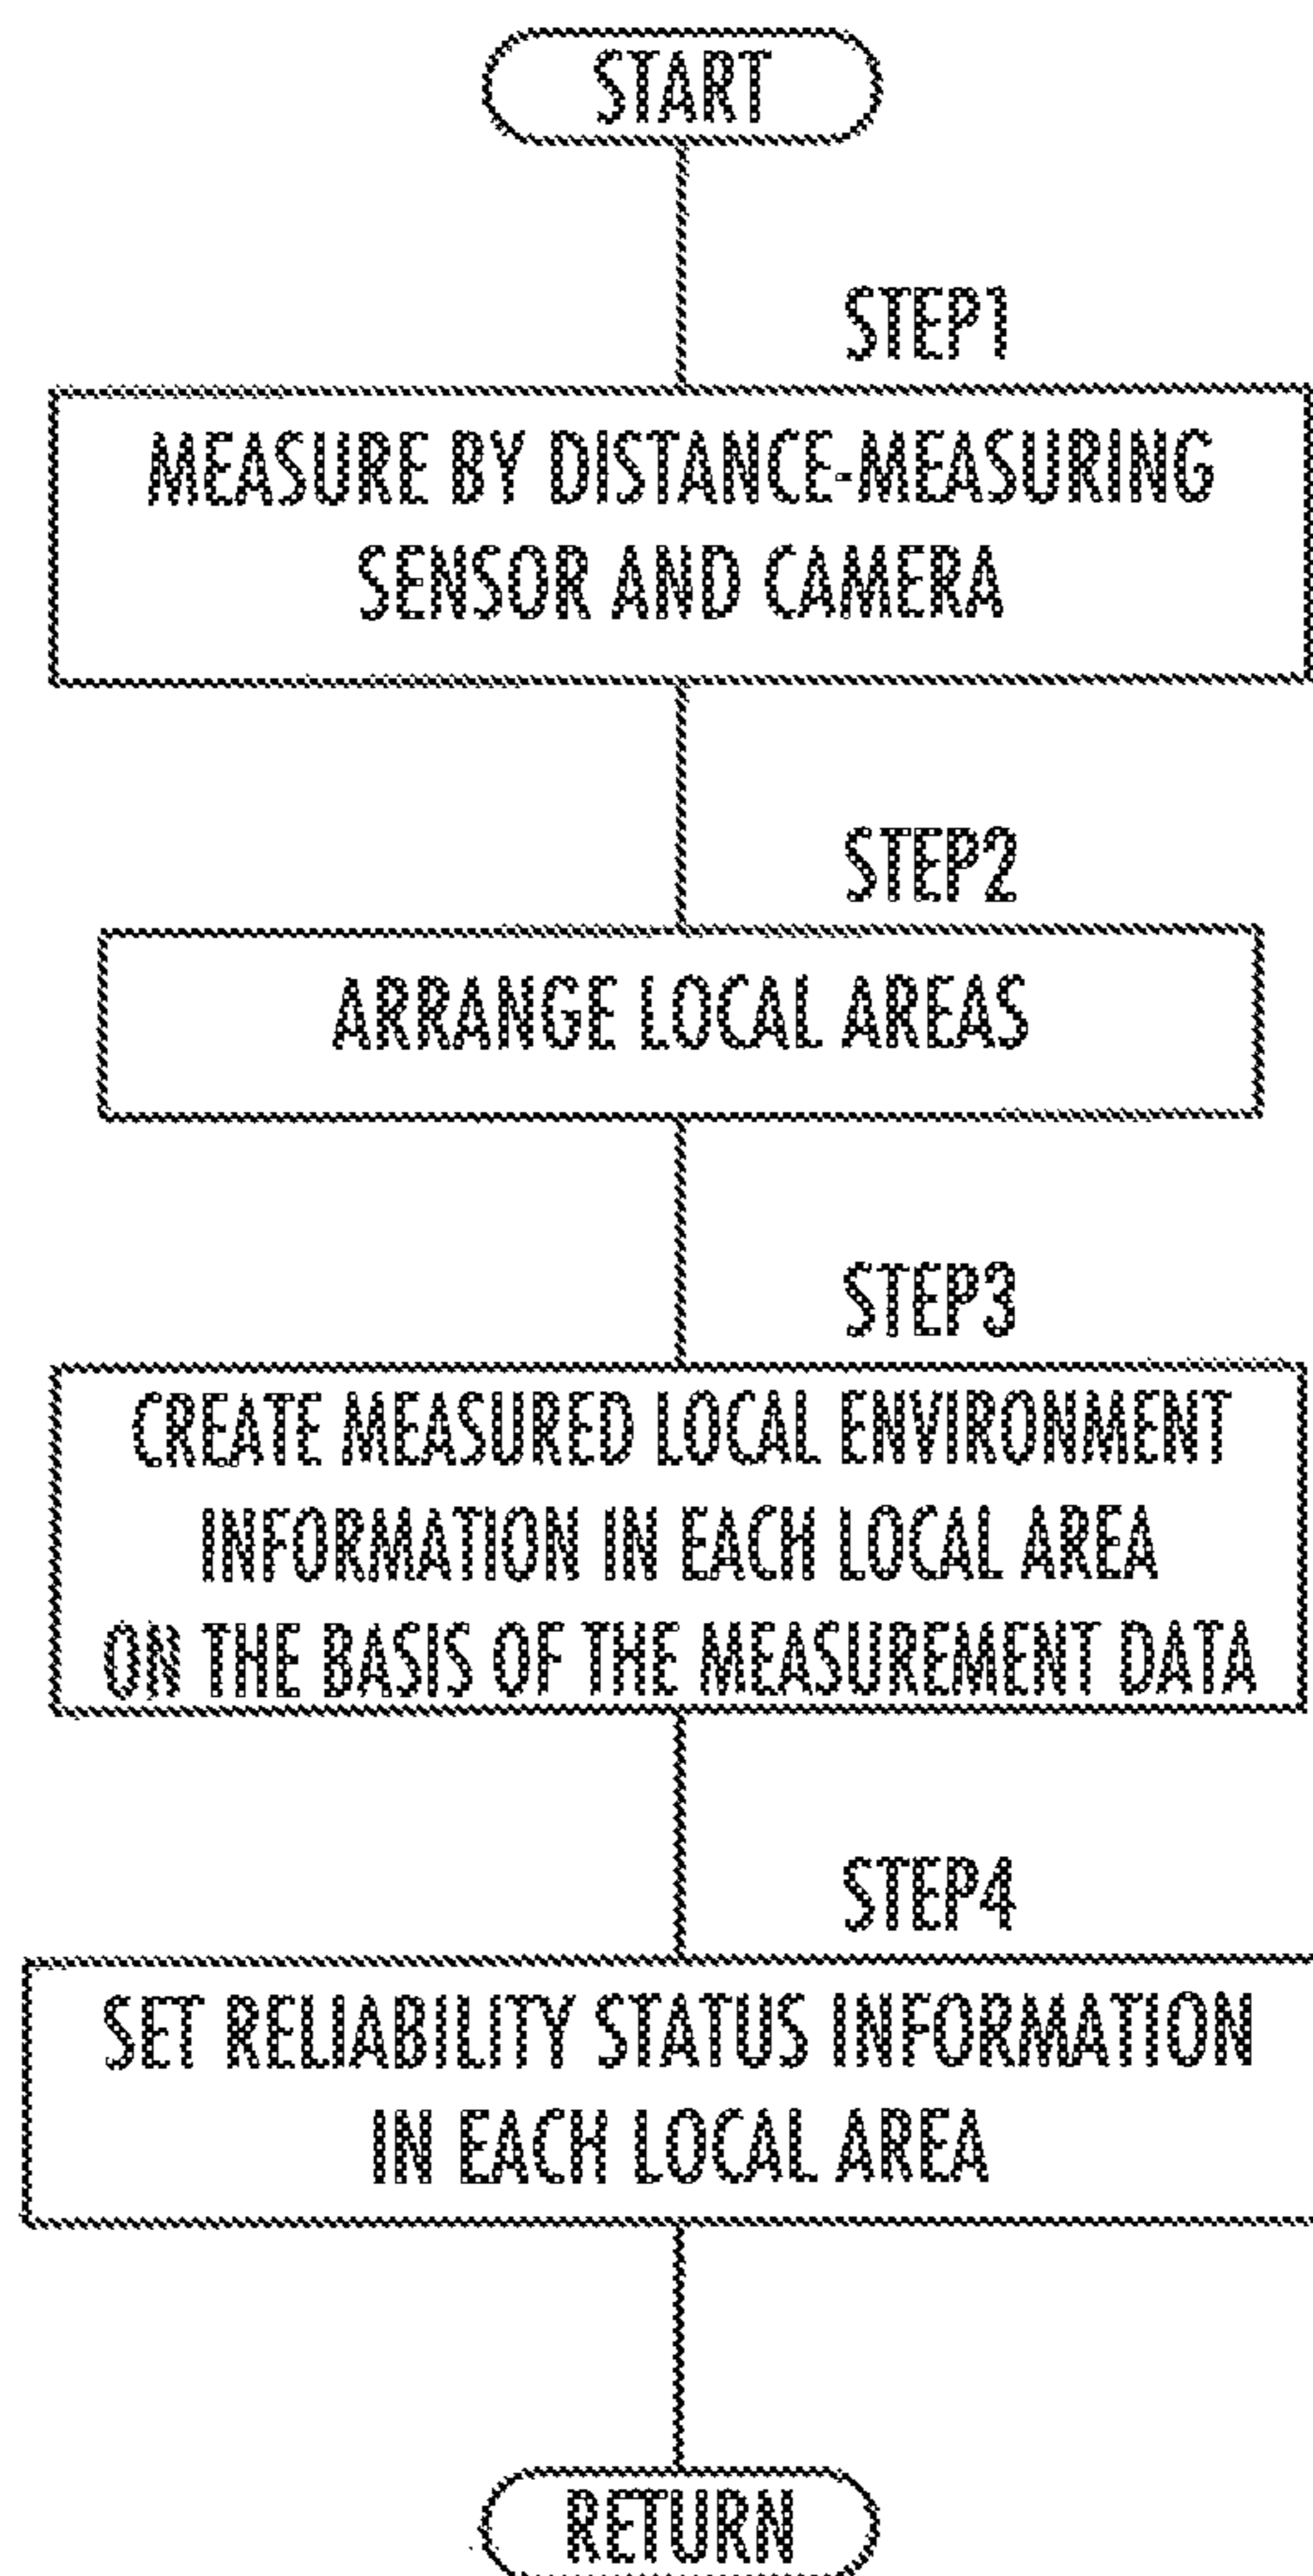 START
STEP1
MEASURE BY DISTANCE-MEASURING
SENSOR AND CAMERA
STEP2
ARRANGE LOCAL AREAS
STEP3
CREATE MEASURED LOCAL ENVIRONMENT
INFORMATION IN EACH LOCAL AREA
ON THE BASIS OF THE MEASUREMENT DATA
STEP4
SET RELIABILITY STATUS INFORMATION
IN EACH LOCAL AREA
RETURN